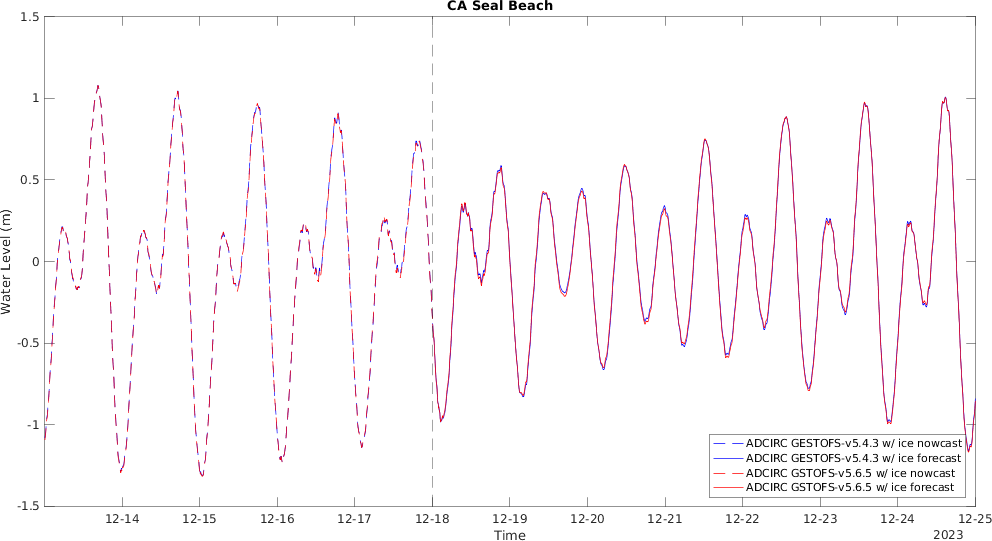 CA Seal Beach
1.5
1
0.5
0
-0.5
-1
-1.5
Water Level (m)
12-14
12-15
12-16
12-17
12-18
12-19
12-20
12-21
12-22
12-23
12-24
12-25
Time
2023
ADCIRC GESTOFS-v5.4.3 w/ ice nowcast
ADCIRC GESTOFS-v5.4.3 w/ ice forecast
ADCIRC GSTOFS-v5.6.5 w/ ice nowcast
ADCIRC GSTOFS-v5.6.5 w/ ice forecast